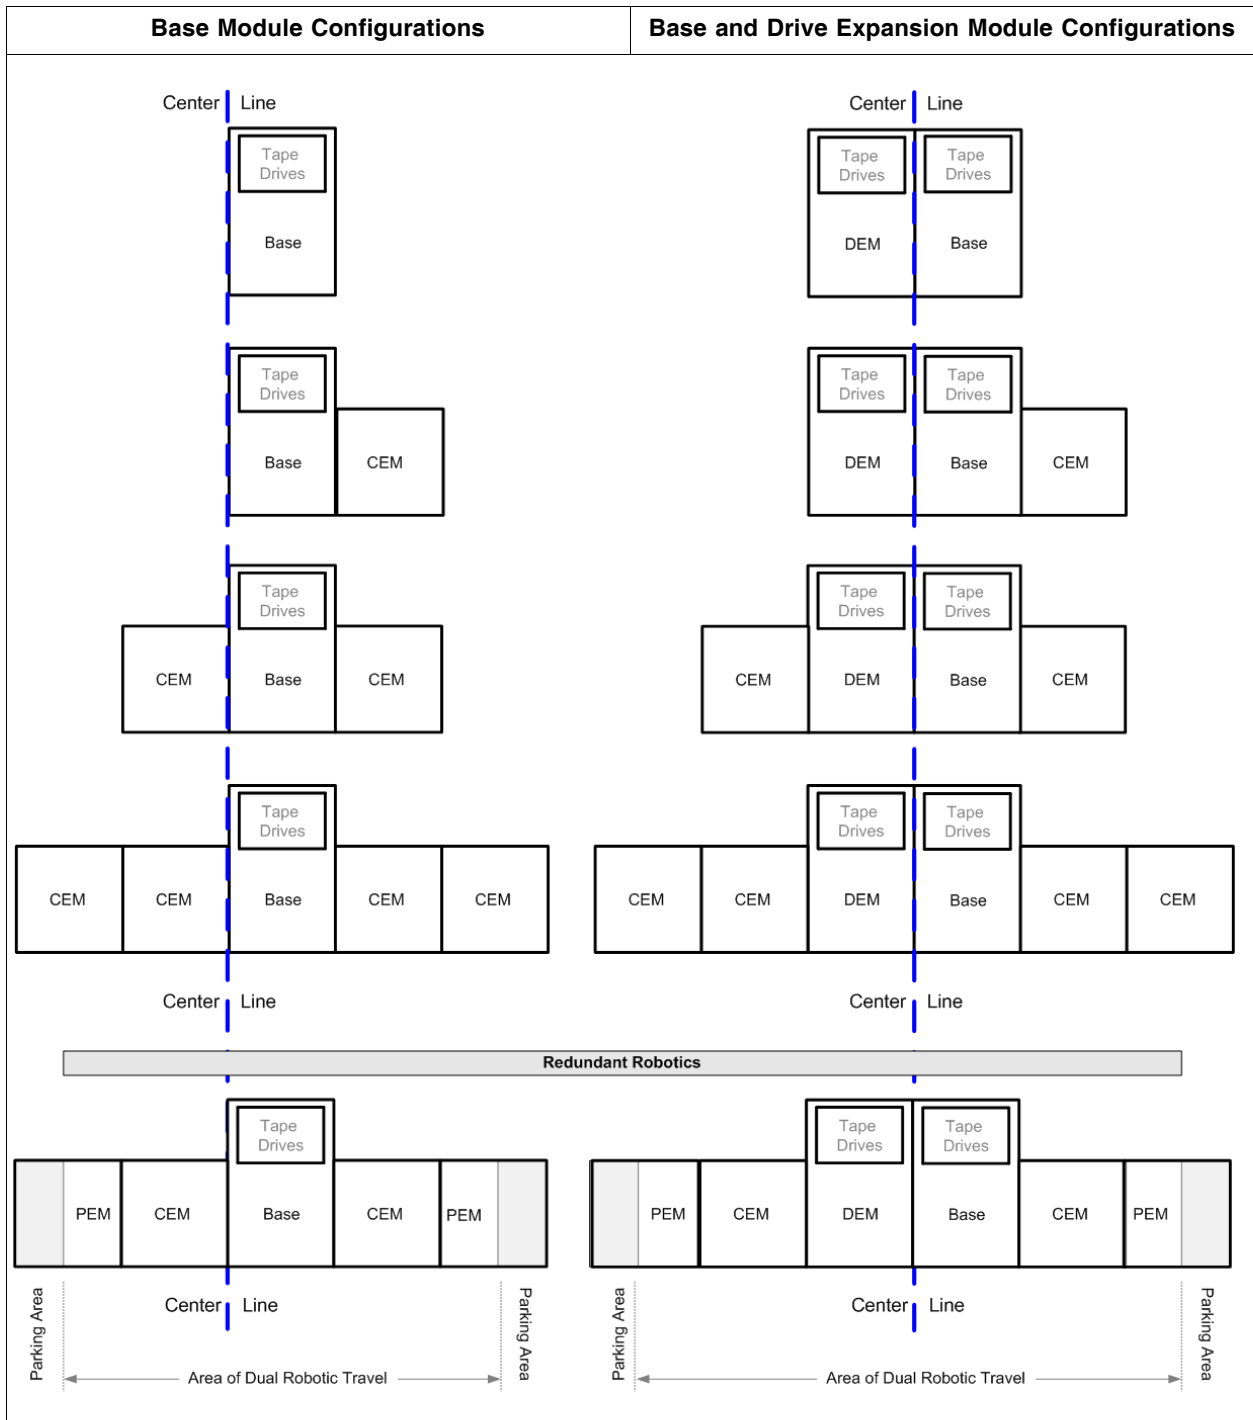 Base Module Configurations
Base and Drive Expansion Module Configurations
Center Line
Center Line
Tape
Drives
Base
Tape
Drives
DEM
Tape
Drives
Base
Tape
Drives
Base
CEM
Tape
Drives
DEM
Tape
Drives
Base
CEM
CEM
Tape
Drives
Base
CEM
CEM
Tape
Drives
DEM
Tape
Drives
Base
CEM
CEM
CEM
Tape
Drives
Base
CEM
CEM
CEM
CEM
Tape
Drives
DEM
Tape
Drives
Base
CEM
CEM
Center Line
Center Line
Redundant Robotics
PEM
CEM
Tape
Drives
Base
CEM
PEM
PEM
CEM
Tape
Drives
DEM
Tape
Drives
Base
CEM
PEM
Parking Area
Center Line
Parking Area
Parking Area
Center Line
Parking Area
Area of Dual Robotic Travel
Area of Dual Robotic Travel